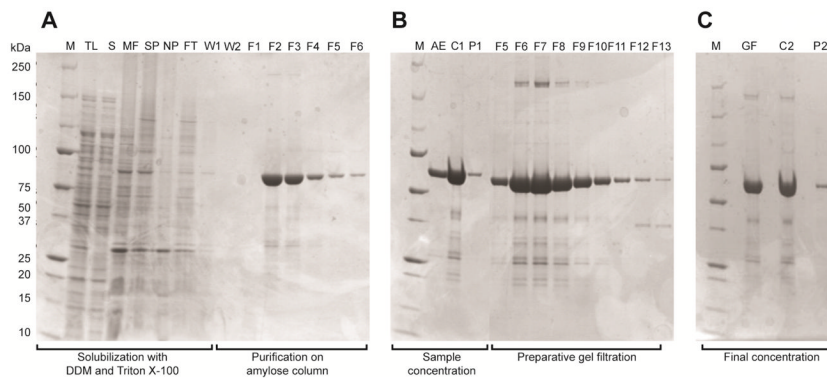 A
kDa M TL S MF SP NP FT W1 W2 F1 F2 F3 F4 F5 F6
250
150
100
75
50
37
25
20
15
10
Solubilization with
DDM and Triton X-100
Purification on
amylose column
B
M AE C1 P1 F5 F6 F7 F8 F9 F10 F11 F12 F13
Sample
concentration
Preparative gel filtration
C
M GF C2 P2
Final concentration